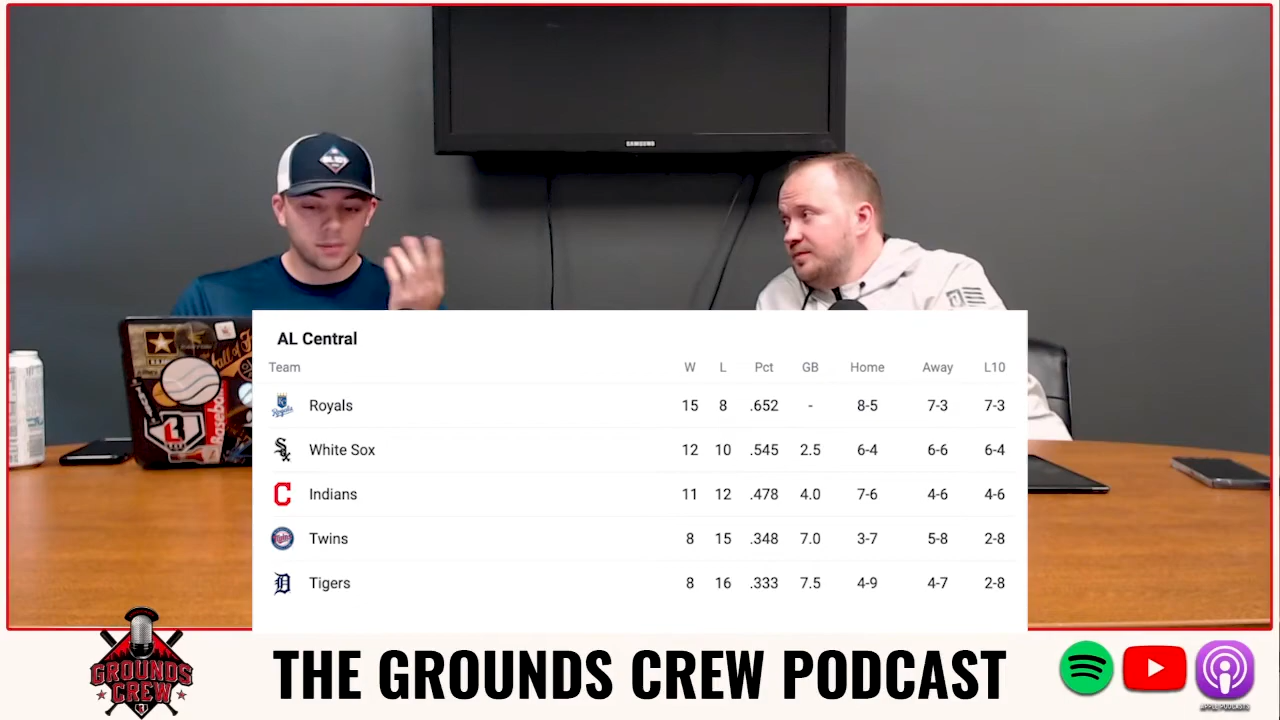 SAMSUNG
AL Central
Team W L Pct GB Home Away L10
Royals 15 8 .652 - 8-5 7-3 7-3
White Sox 12 10 .545 2.5 6-4 6-6 6-4
Indians 11 12 .478 4.0 7-6 4-6 4-6
Twins 8 15 .348 7.0 3-7 5-8 2-8
Tigers 8 16 .333 7.5 4-9 4-7 2-8
Baseball
GROUNDS
CREW
THE GROUNDS CREW PODCAST
APPLE PODCASTS